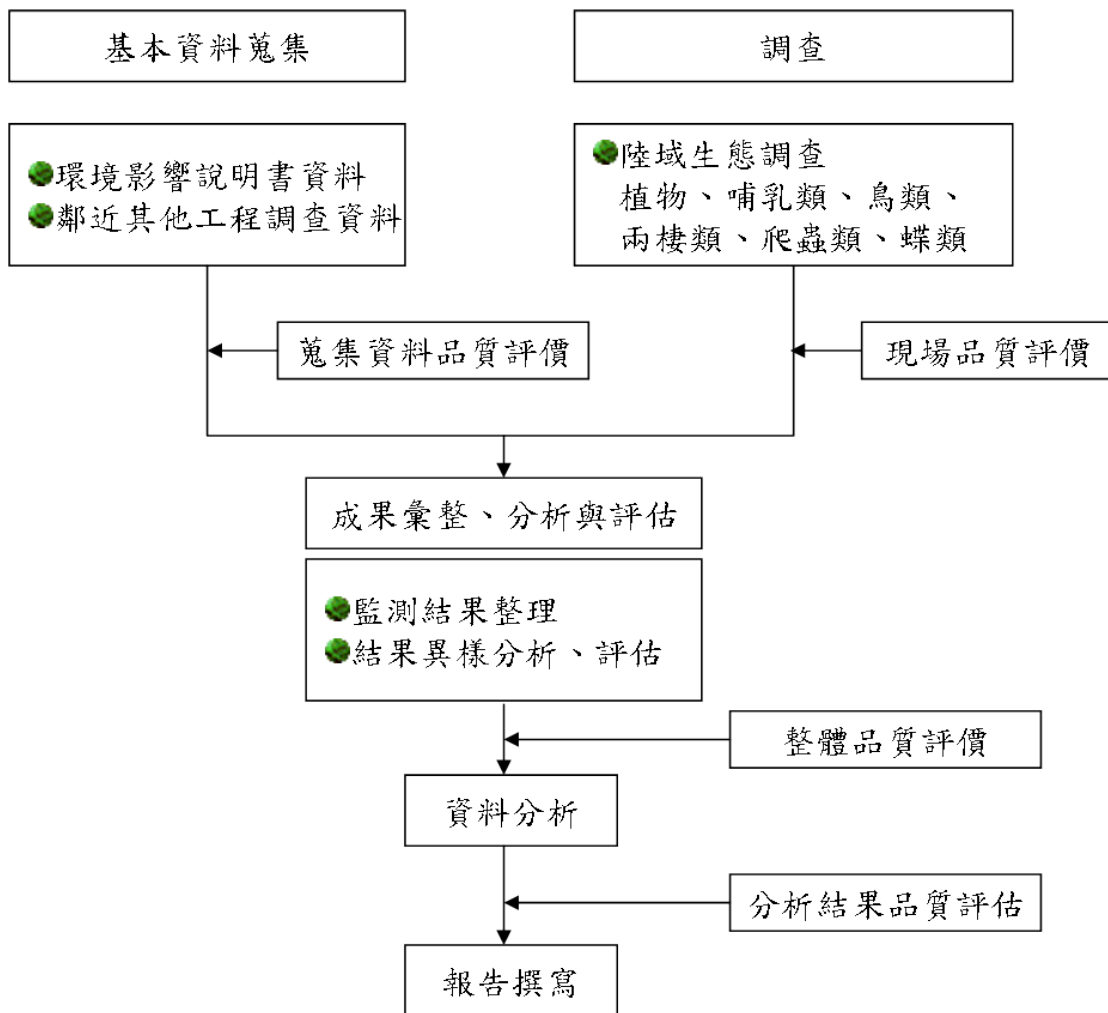 基本資料蒐集
調查
環境影響說明書資料
鄰近其他工程調查資料
陸域生態調查
植物、哺乳類、鳥類、
兩棲類、爬蟲類、蝶類
蒐集資料品質評價
現場品質評價
成果彙整、分析與評估
監測結果整理
結果異樣分析、評估
整體品質評價
資料分析
分析結果品質評估
報告撰寫